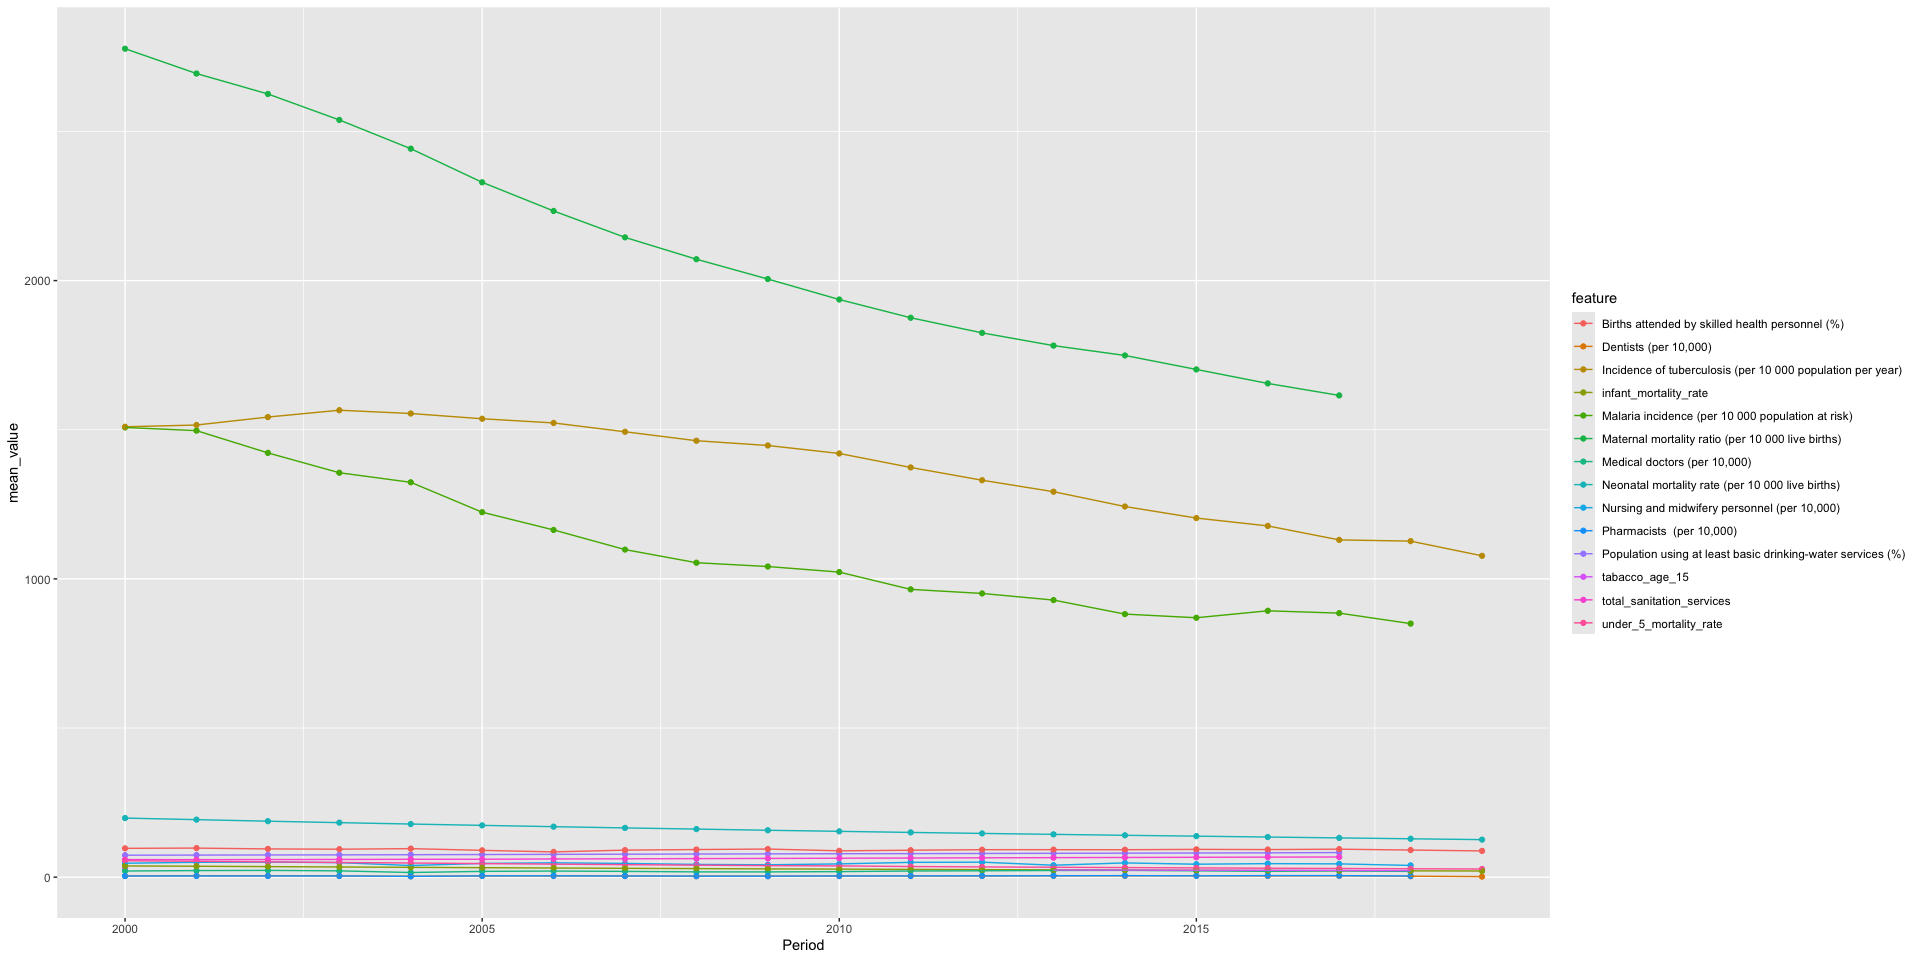 2000
1000
0
mean_value
2000
2005
2010
2015
Period
feature
Births attended by skilled health personnel (%)
Dentists (per 10,000)
Incidence of tuberculosis (per 10 000 population per year)
infant_mortality_rate
Malaria incidence (per 10 000 population at risk)
Maternal mortality ratio (per 10 000 live births)
Medical doctors (per 10,000)
Neonatal mortality rate (per 10 000 live births)
Nursing and midwifery personnel (per 10,000)
Pharmacists  (per 10,000)
Population using at least basic drinking-water services (%)
tabacco_age_15
total_sanitation_services
under_5_mortality_rate